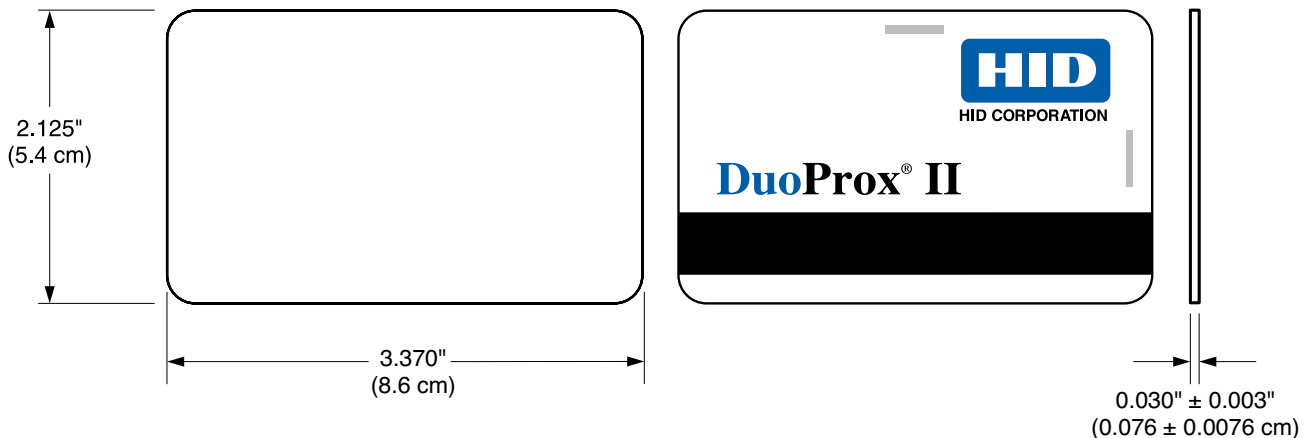 2.125"
(5.4 cm)
3.370"
(8.6 cm)
HID
HID CORPORATION
DuoProx® II
0.030" ± 0.003"
(0.076 ± 0.0076 cm)